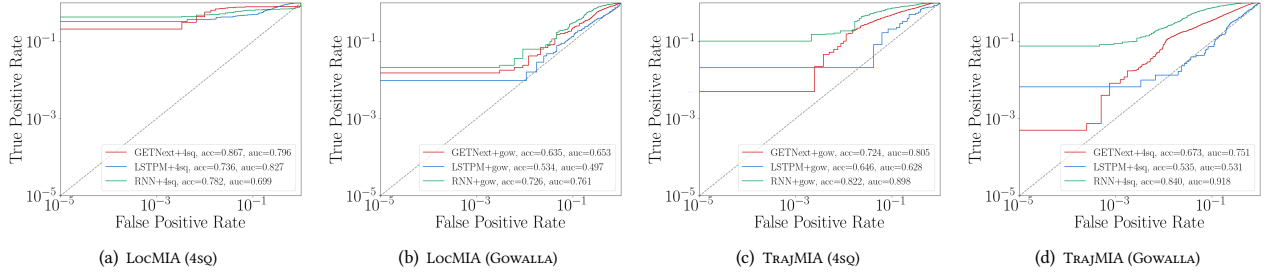 True Positive Rate
10⁻¹
10⁻³
10⁻⁵
GETNext+4sq, acc=0.867, auc=0.796
LSTPM+4sq, acc=0.736, auc=0.827
RNN+4sq, acc=0.782, auc=0.699
10⁻⁵ 10⁻³ 10⁻¹
False Positive Rate
(a) LocMIA (4sq)
True Positive Rate
10⁻¹
10⁻³
10⁻⁵
GETNext+gow, acc=0.635, auc=0.653
LSTPM+gow, acc=0.534, auc=0.497
RNN+gow, acc=0.726, auc=0.761
10⁻⁵ 10⁻³ 10⁻¹
False Positive Rate
(b) LocMIA (Gowalla)
True Positive Rate
10⁻¹
10⁻³
10⁻⁵
GETNext+gow, acc=0.724, auc=0.805
LSTPM+gow, acc=0.646, auc=0.628
RNN+gow, acc=0.822, auc=0.898
10⁻⁵ 10⁻³ 10⁻¹
False Positive Rate
(c) TrajMIA (4sq)
True Positive Rate
10⁻¹
10⁻³
10⁻⁵
GETNext+4sq, acc=0.673, auc=0.751
LSTPM+4sq, acc=0.535, auc=0.531
RNN+4sq, acc=0.840, auc=0.918
10⁻⁵ 10⁻³ 10⁻¹
False Positive Rate
(d) TrajMIA (Gowalla)